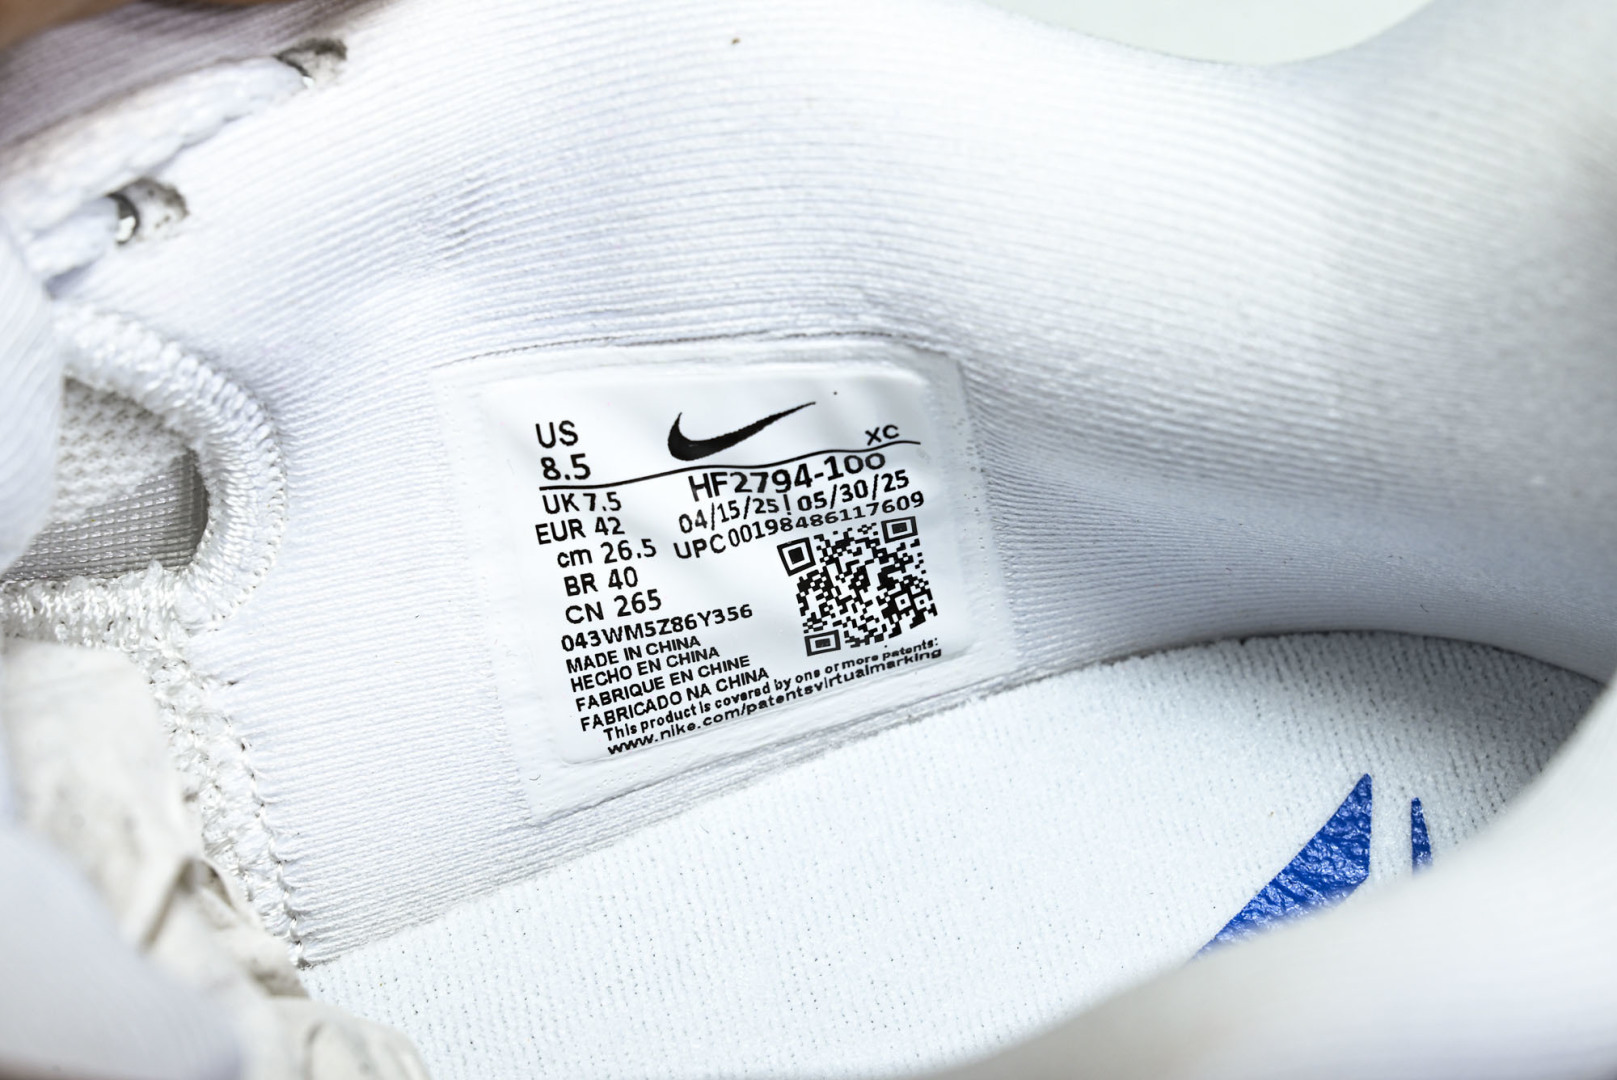 US
8.5
XC
UK 7.5
EUR 42
cm 26.5
BR 40
CN 265
HF2794-100
04/15/25 | 05/30/25
UPC 00198486117609
043WM5Z86Y356
MADE IN CHINA
HECHO EN CHINA
FABRIQUE EN CHINE
FABRICADO NA CHINA
This product is covered by one or more patents:
www.nike.com/patentsvirtualmarking